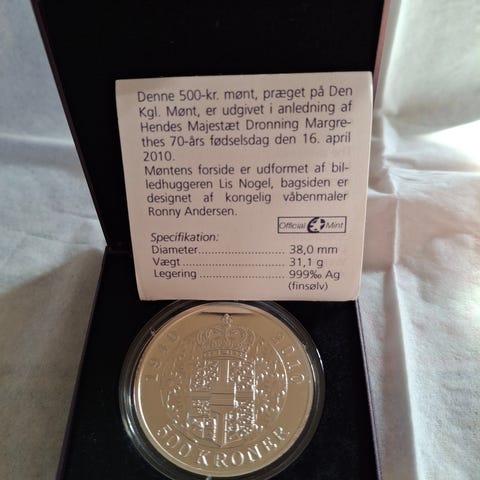 Denne 500-kr. mønt, præget på Den
Kgl. Mønt, er udgivet i anledning af
Hendes Majestæt Dronning Margre-
thes 70-års fødselsdag den 16. april
2010.
Møntens forside er udformet af bil-
ledhuggeren Lis Nogel, bagsiden er
designet af kongelig våbenmaler
Ronny Andersen.
Official Mint
Specifikation:
Diameter.......................... 38,0 mm
Vægt ................................ 31,1 g
Legering .......................... 999‰ Ag
(finsølv)
1940 2010
500 KRONER